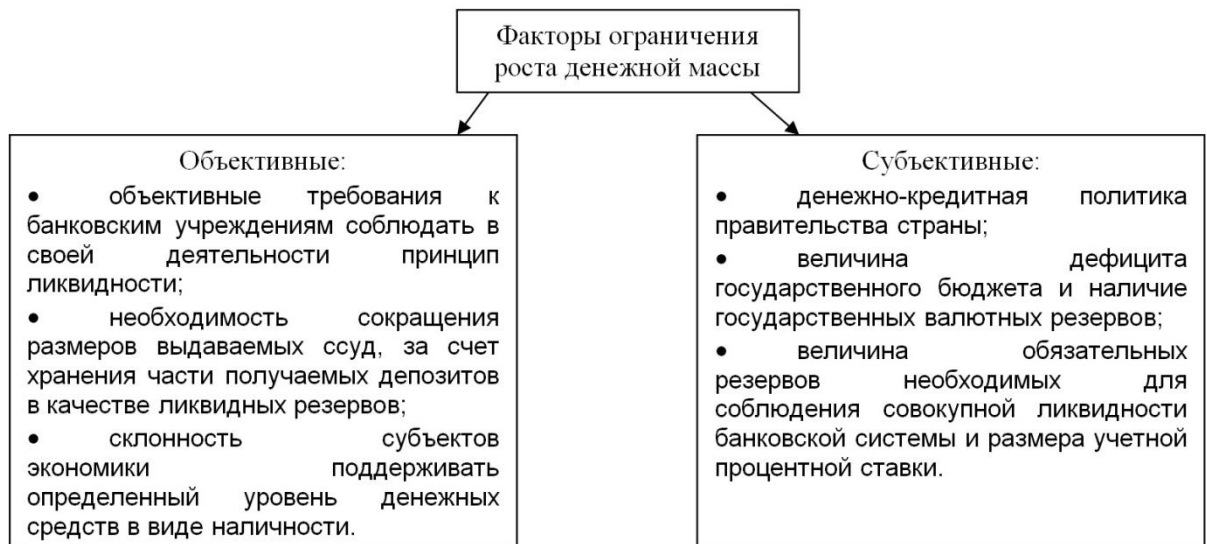 Факторы ограничения
роста денежной массы
Объективные:
• объективные требования к
банковским учреждениям соблюдать в
своей деятельности принцип
ликвидности;
• необходимость сокращения
размеров выдаваемых ссуд, за счет
хранения части получаемых депозитов
в качестве ликвидных резервов;
• склонность субъектов
экономики поддерживать
определенный уровень денежных
средств в виде наличности.
Субъективные:
• денежно-кредитная политика
правительства страны;
• величина дефицита
государственного бюджета и наличие
государственных валютных резервов;
• величина обязательных
резервов необходимых для
соблюдения совокупной ликвидности
банковской системы и размера учетной
процентной ставки.